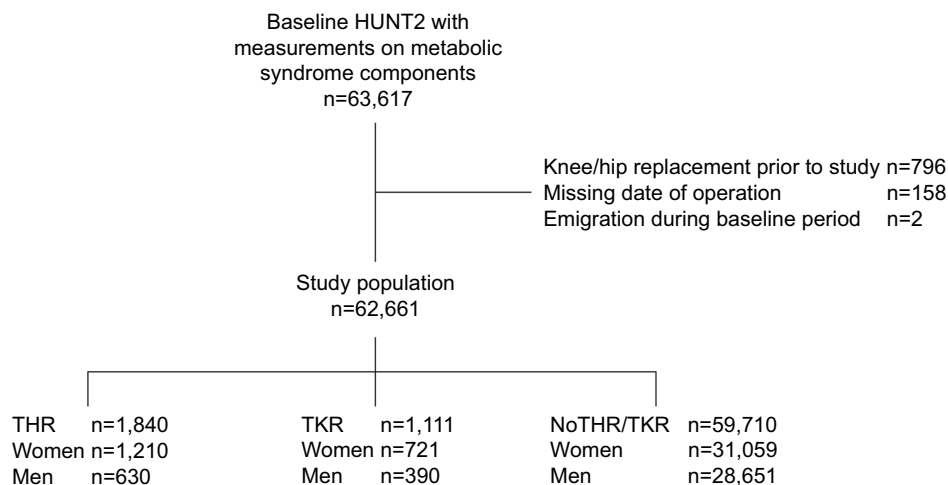 Baseline HUNT2 with
measurements on metabolic
syndrome components
n=63,617
Knee/hip replacement prior to study n=796
Missing date of operation n=158
Emigration during baseline period n=2
Study population
n=62,661
THR n=1,840
Women n=1,210
Men n=630
TKR n=1,111
Women n=721
Men n=390
NoTHR/TKR n=59,710
Women n=31,059
Men n=28,651